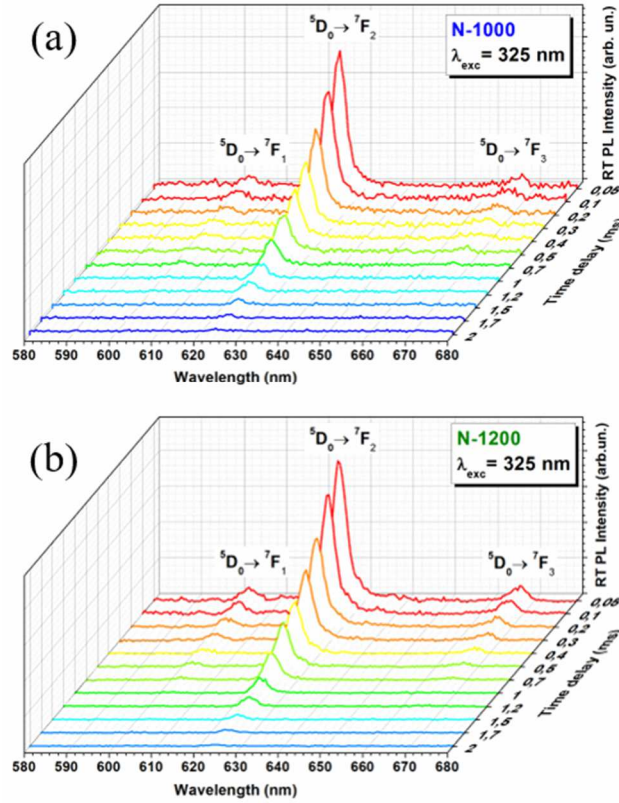 (a)
⁵D₀→ ⁷F₂
N-1000
λexc = 325 nm
⁵D₀→ ⁷F₁
⁵D₀→ ⁷F₃
RT PL Intensity (arb. un.)
0,05
0,1
0,2
0,3
0,4
0,5
0,7
1
1,2
1,5
1,7
2
Time delay (ms)
580 590 600 610 620 630 640 650 660 670 680
Wavelength (nm)
(b)
⁵D₀→ ⁷F₂
N-1200
λexc = 325 nm
⁵D₀→ ⁷F₁
⁵D₀→ ⁷F₃
RT PL Intensity (arb.un.)
0,05
0,1
0,2
0,3
0,4
0,5
0,7
1
1,2
1,5
1,7
2
Time delay (ms)
580 590 600 610 620 630 640 650 660 670 680
Wavelength (nm)